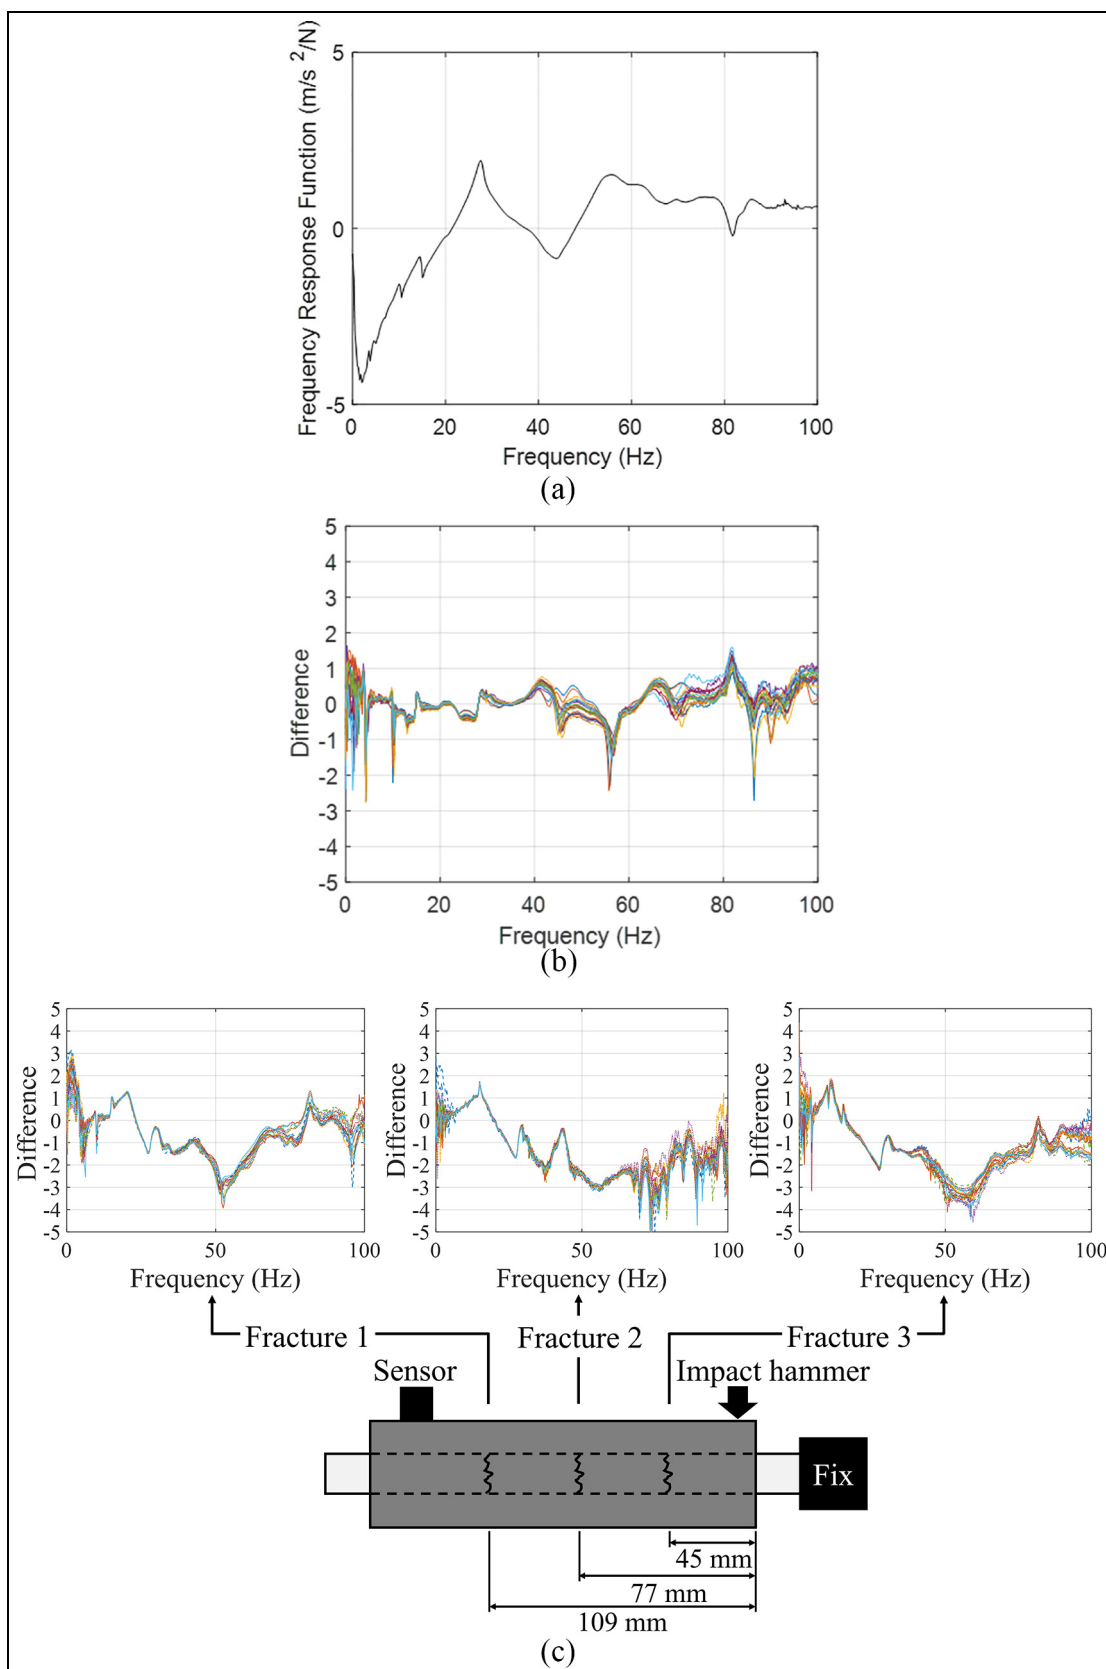 Frequency Response Function (m/s ²/N)
5
0
-5
0 20 40 60 80 100
Frequency (Hz)
(a)
Difference
5
4
3
2
1
0
-1
-2
-3
-4
-5
0 20 40 60 80 100
Frequency (Hz)
(b)
Difference
5
4
3
2
1
0
-1
-2
-3
-4
-5
0 50 100
Frequency (Hz)
Difference
5
4
3
2
1
0
-1
-2
-3
-4
-5
0 50 100
Frequency (Hz)
Difference
5
4
3
2
1
0
-1
-2
-3
-4
-5
0 50 100
Frequency (Hz)
Fracture 1 Fracture 2 Fracture 3
Sensor Impact hammer
Fix
45 mm
77 mm
109 mm
(c)